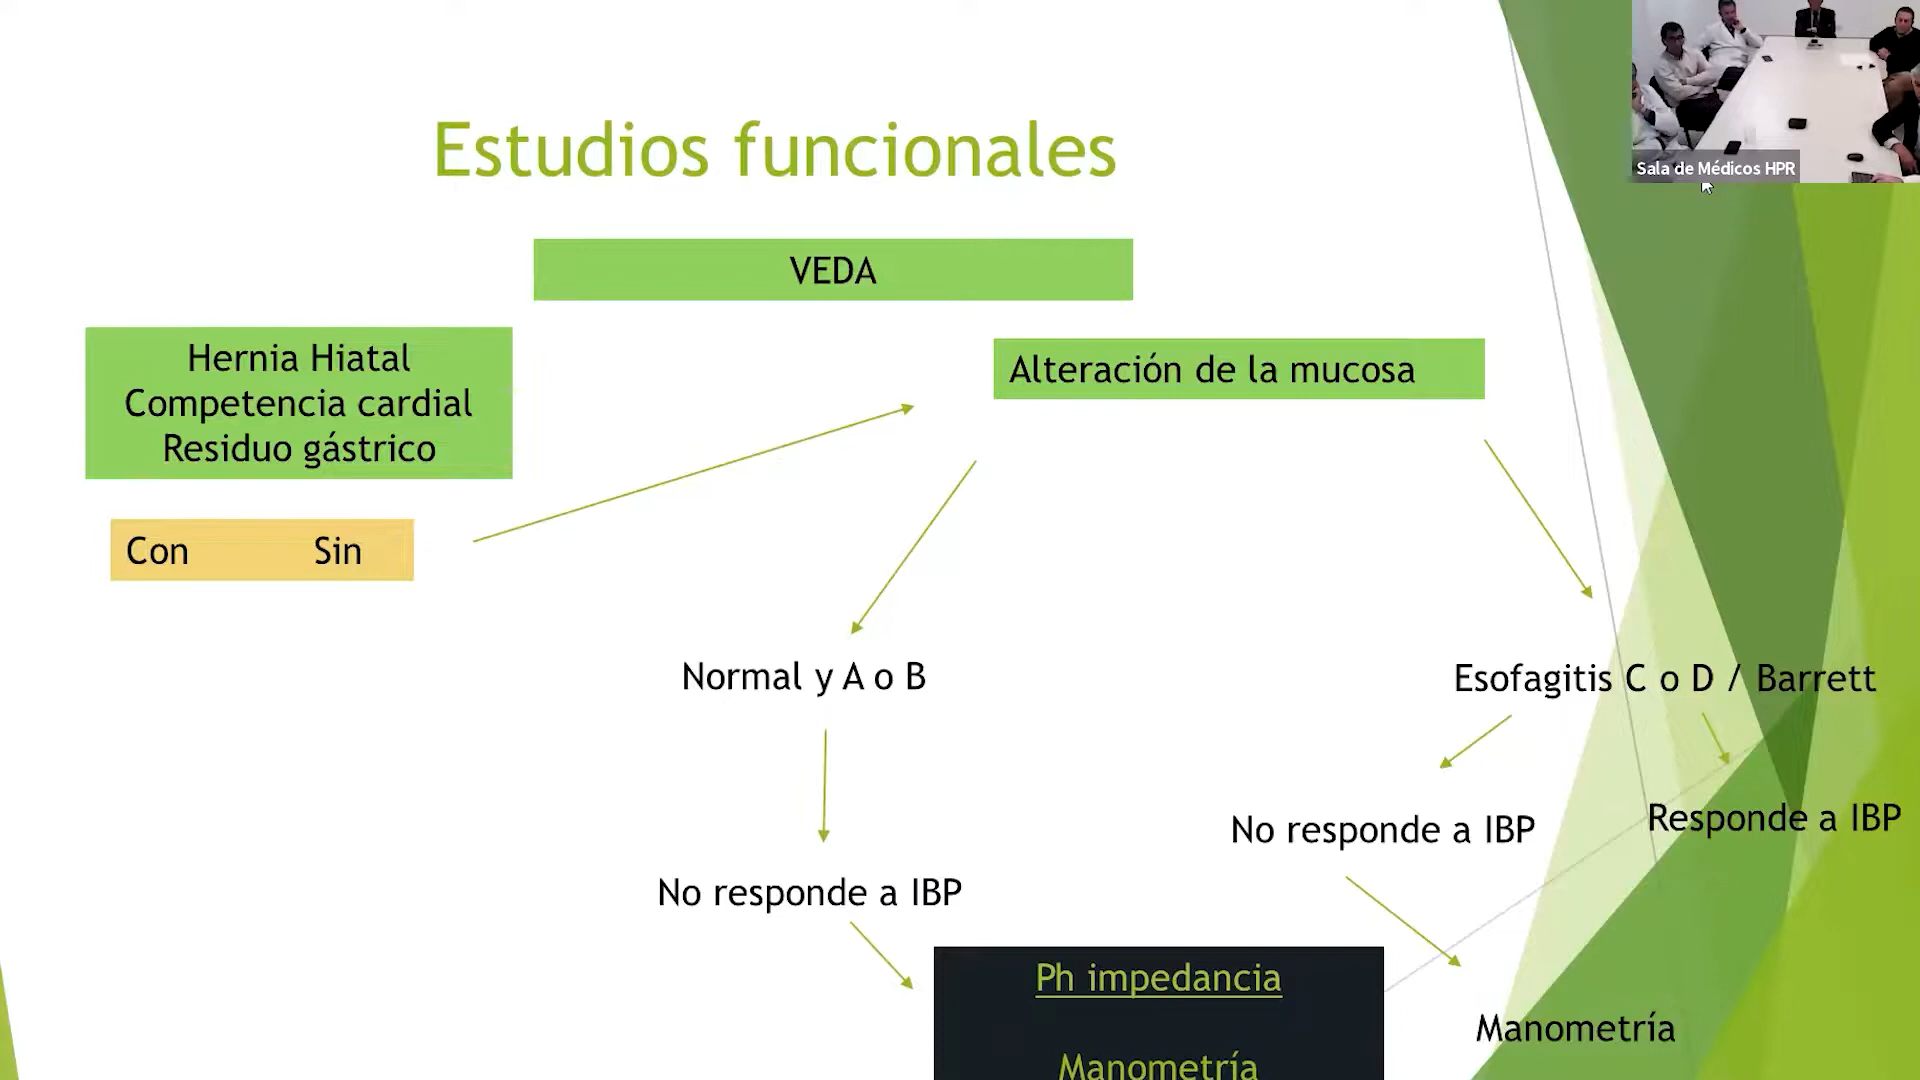 Sala de Médicos HPR
Estudios funcionales
VEDA
Hernia Hiatal
Competencia cardial
Residuo gástrico
Alteración de la mucosa
Con Sin
Normal y A o B
Esofagitis C o D / Barrett
No responde a IBP
Responde a IBP
No responde a IBP
Ph impedancia
Manometría
Manometría